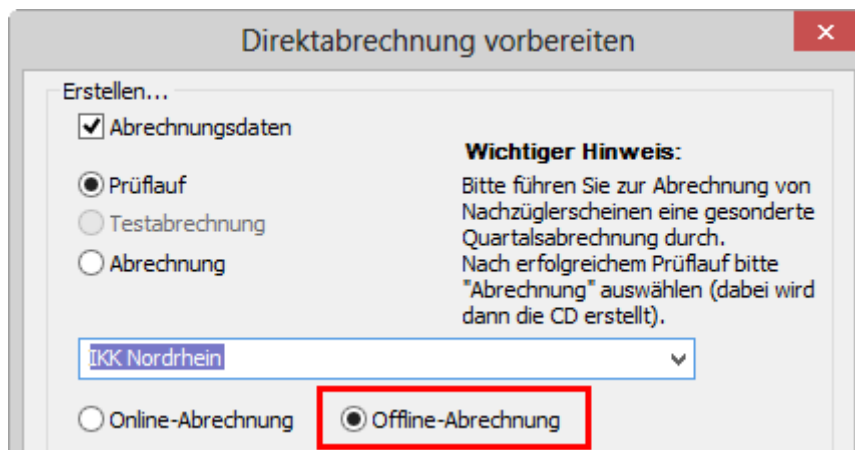 Direktabrechnung vorbereiten
Erstellen...
Abrechnungsdaten
Prüflauf
Testabrechnung
Abrechnung
Wichtiger Hinweis:
Bitte führen Sie zur Abrechnung von
Nachzüglerscheinen eine gesonderte
Quartalsabrechnung durch.
Nach erfolgreichem Prüflauf bitte
"Abrechnung" auswählen (dabei wird
dann die CD erstellt).
IKK Nordrhein
Online-Abrechnung
Offline-Abrechnung